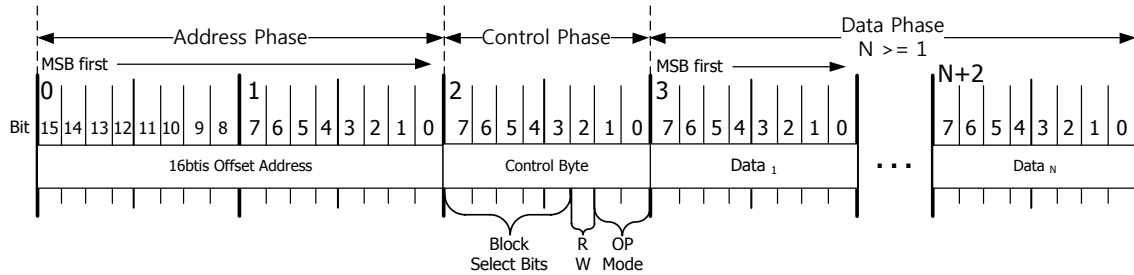 Address Phase Control Phase Data Phase
N >= 1
MSB first MSB first
0 1 2 3 N+2
Bit 15 14 13 12 11 10 9 8 7 6 5 4 3 2 1 0 7 6 5 4 3 2 1 0 7 6 5 4 3 2 1 0 7 6 5 4 3 2 1 0
16btis Offset Address Control Byte Data 1 . . . Data N
Block R OP
Select Bits W Mode